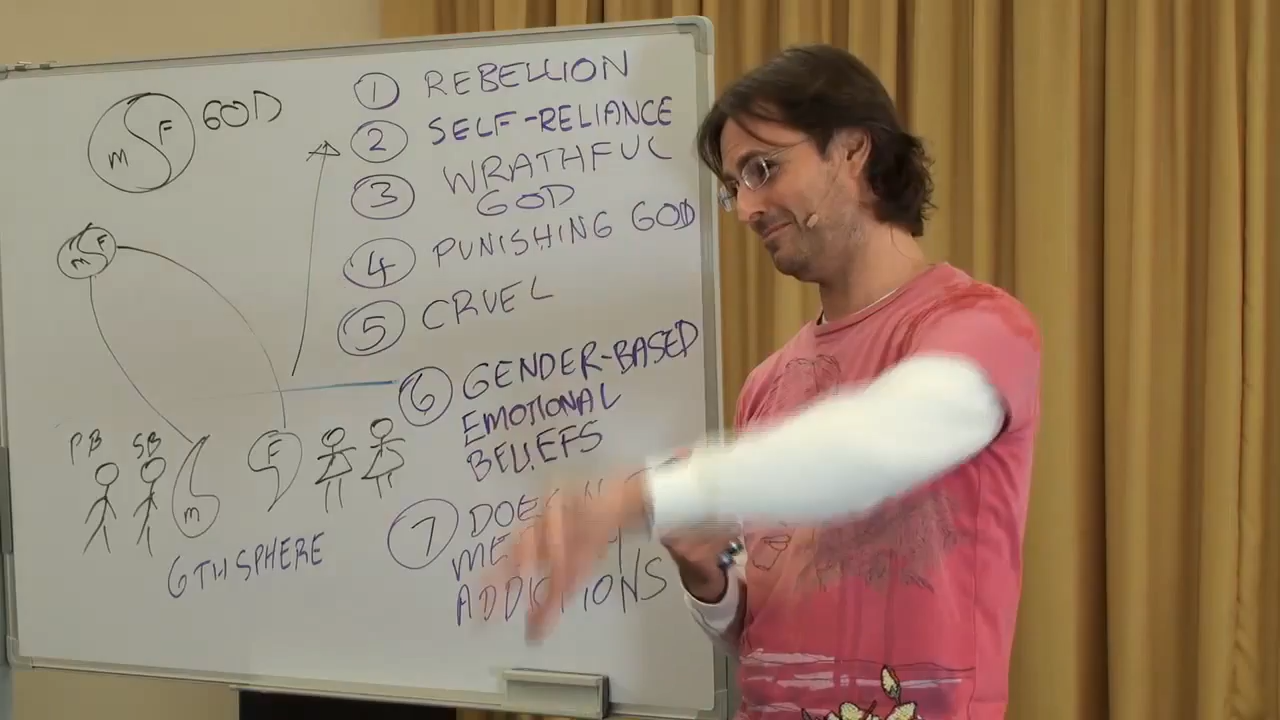 M F GOD
M F
PB SB
M F
6TH SPHERE
1 REBELLION
2 SELF-RELIANCE
3 WRATHFUL
GOD
4 PUNISHING GOD
5 CRUEL
6 GENDER-BASED
EMOTIONAL
BELIEFS
7
ADDICTIONS